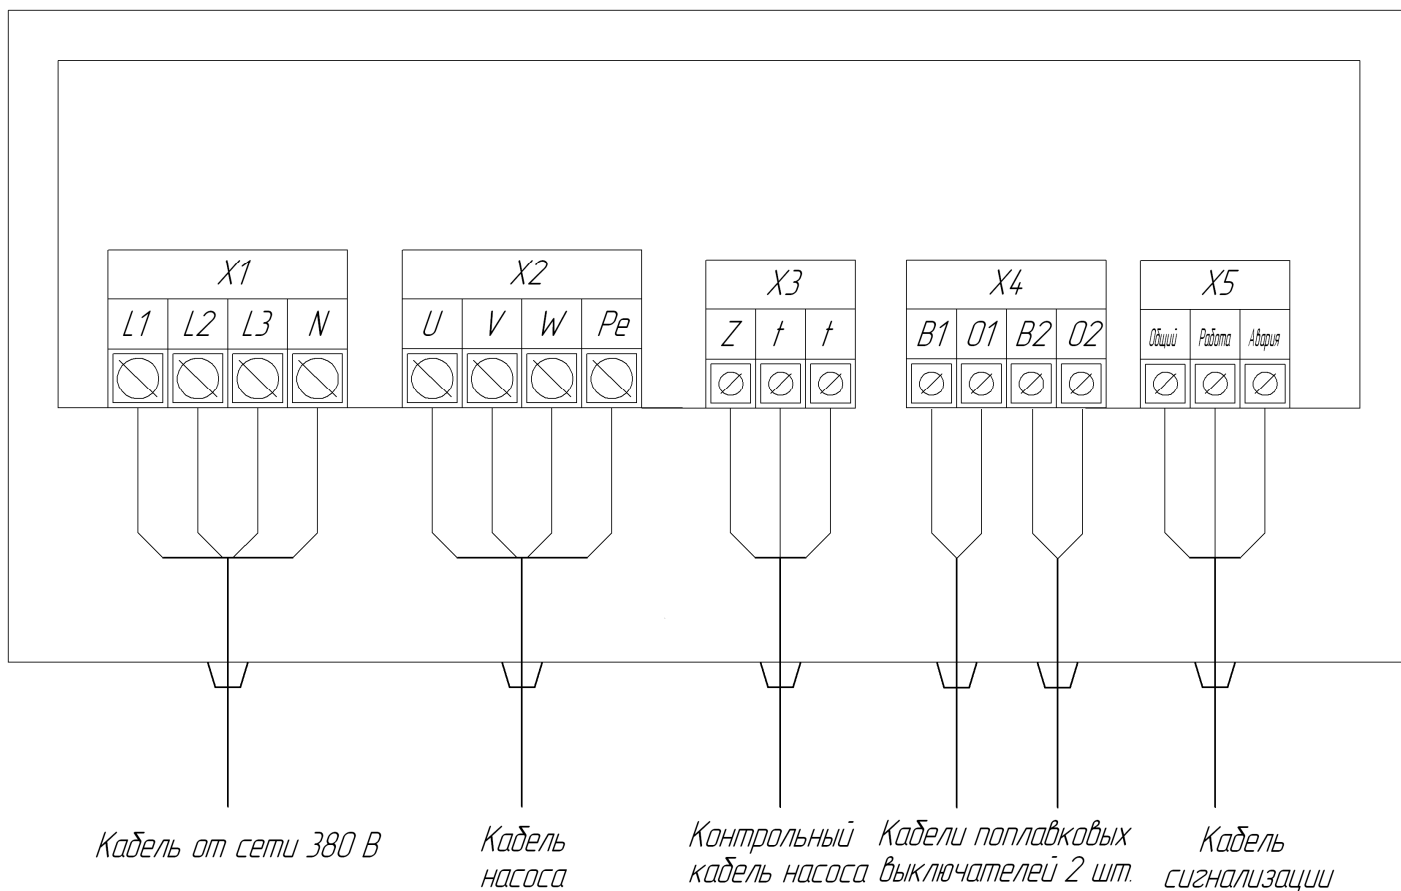 X1 X2 X3 X4 X5
L1 L2 L3 N U V W Pe Z t t B1 O1 B2 O2 Общий Работа Авария
Кабель от сети 380 В
Кабель
насоса
Контрольный
кабель насоса
Кабели поплавковых
выключателей 2 шт.
Кабель
сигнализации